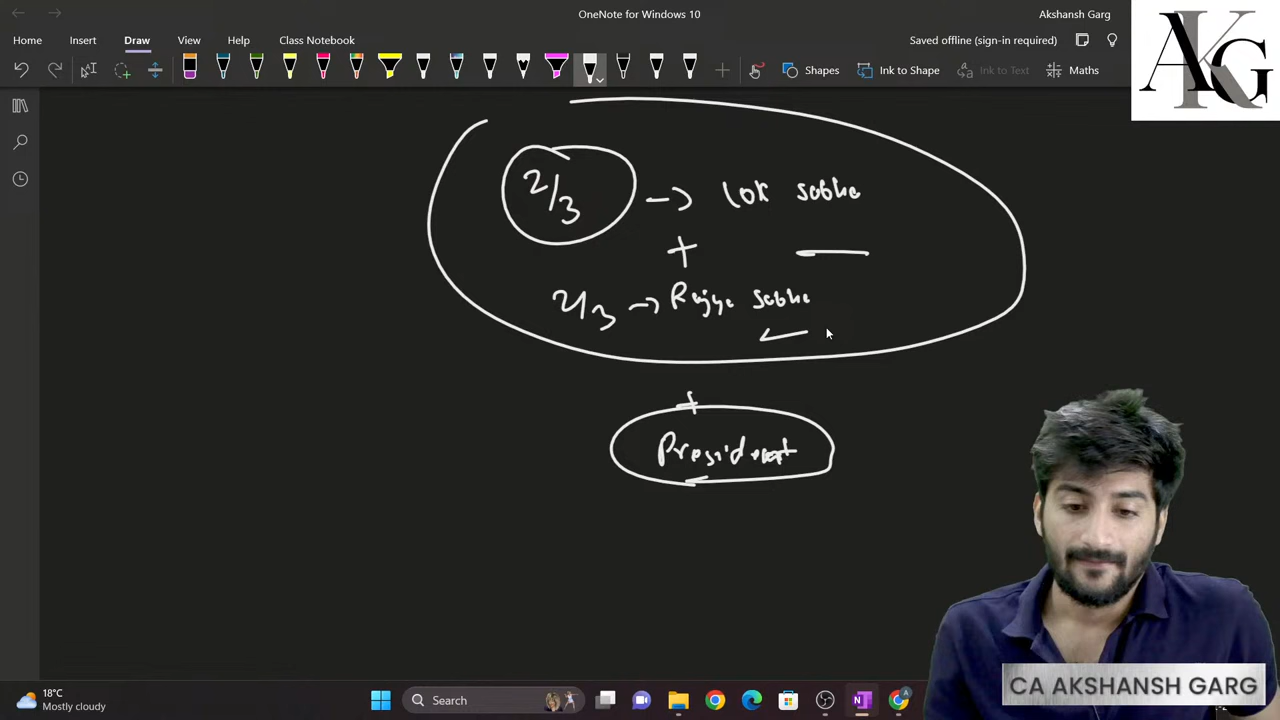 OneNote for Windows 10
Akshansh Garg
Home Insert Draw View Help Class Notebook
Saved offline (sign-in required)
Shapes Ink to Shape Ink to Text Maths
AKG
2/3 → Lok Sabha
+
2/3 → Rajya Sabha
+
President
CA AKSHANSH GARG
18°C
Mostly cloudy
Search